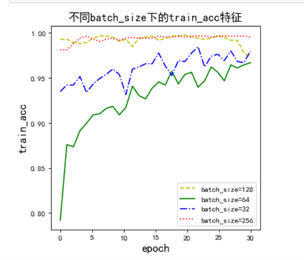 不同batch_size下的train_acc特征
train_acc
1.00
0.95
0.90
0.85
0.80
0
5
10
15
20
25
30
epoch
batch_size=128
batch_size=64
batch_size=32
batch_size=256